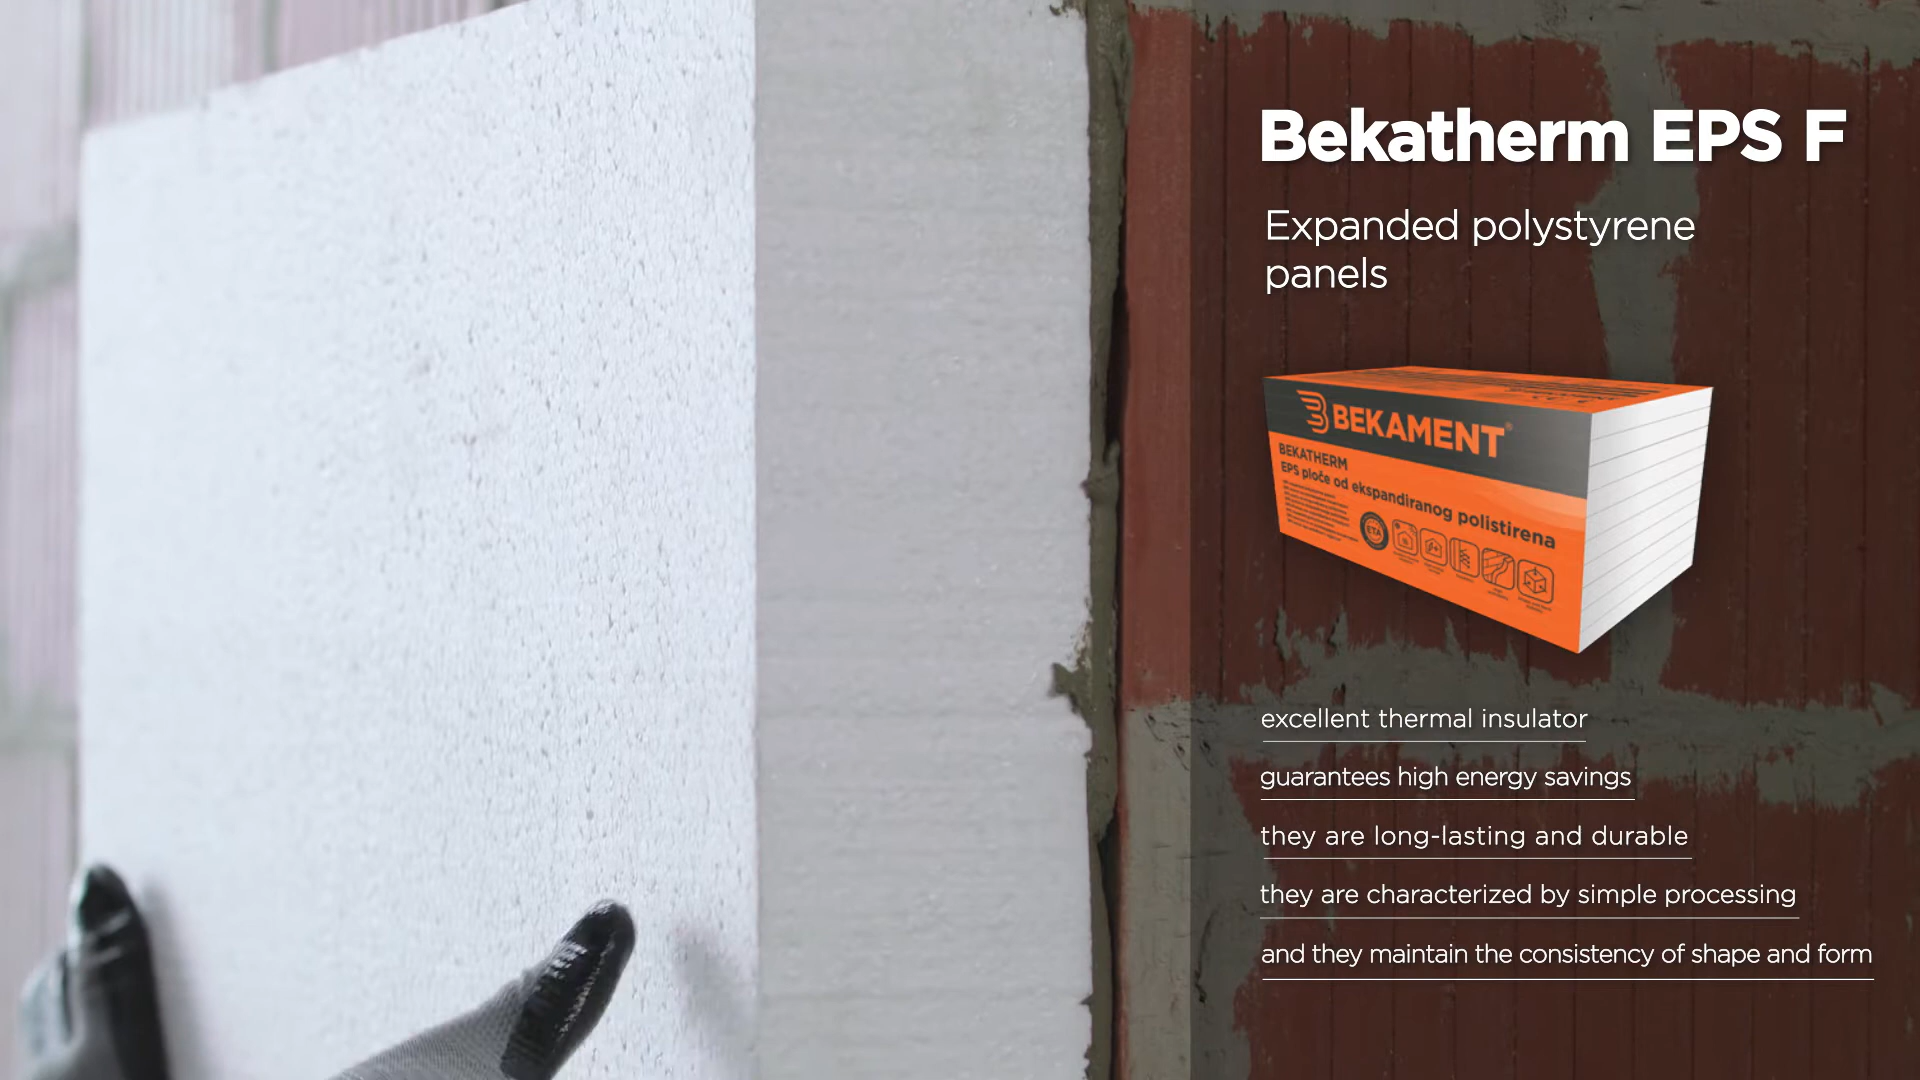 Bekatherm EPS F
Expanded polystyrene
panels
BEKAMENT
BEKATHERM
EPS ploče od ekspandiranog polistirena
ETA
excellent thermal insulator
guarantees high energy savings
they are long-lasting and durable
they are characterized by simple processing
and they maintain the consistency of shape and form